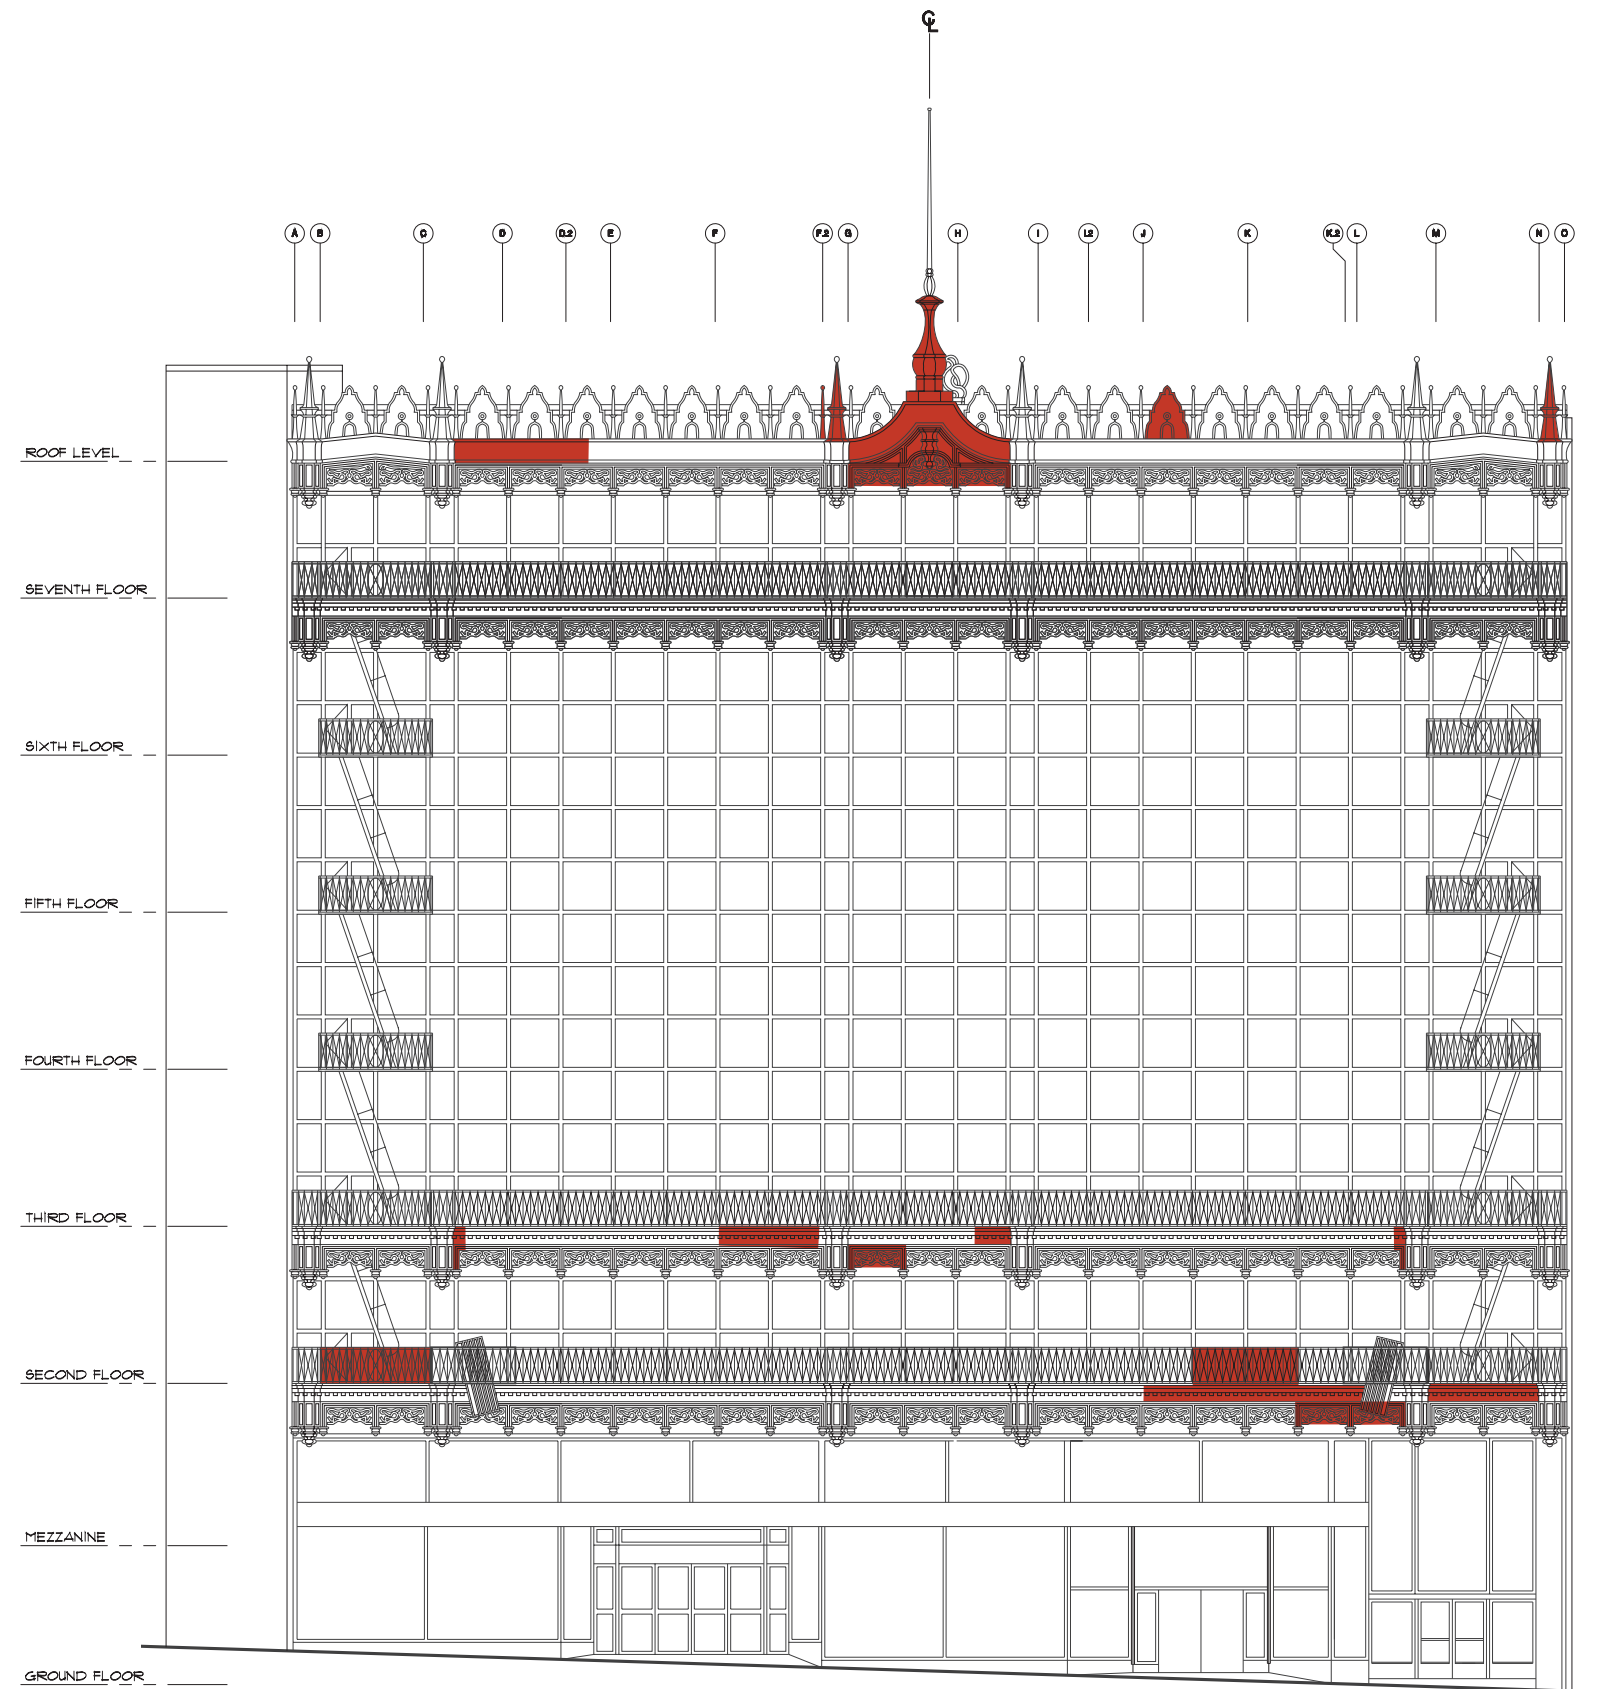 ℄
A B C D D.2 E F F.2 G H I I.2 J K K.2 L M N O
ROOF LEVEL
SEVENTH FLOOR
SIXTH FLOOR
FIFTH FLOOR
FOURTH FLOOR
THIRD FLOOR
SECOND FLOOR
MEZZANINE
GROUND FLOOR